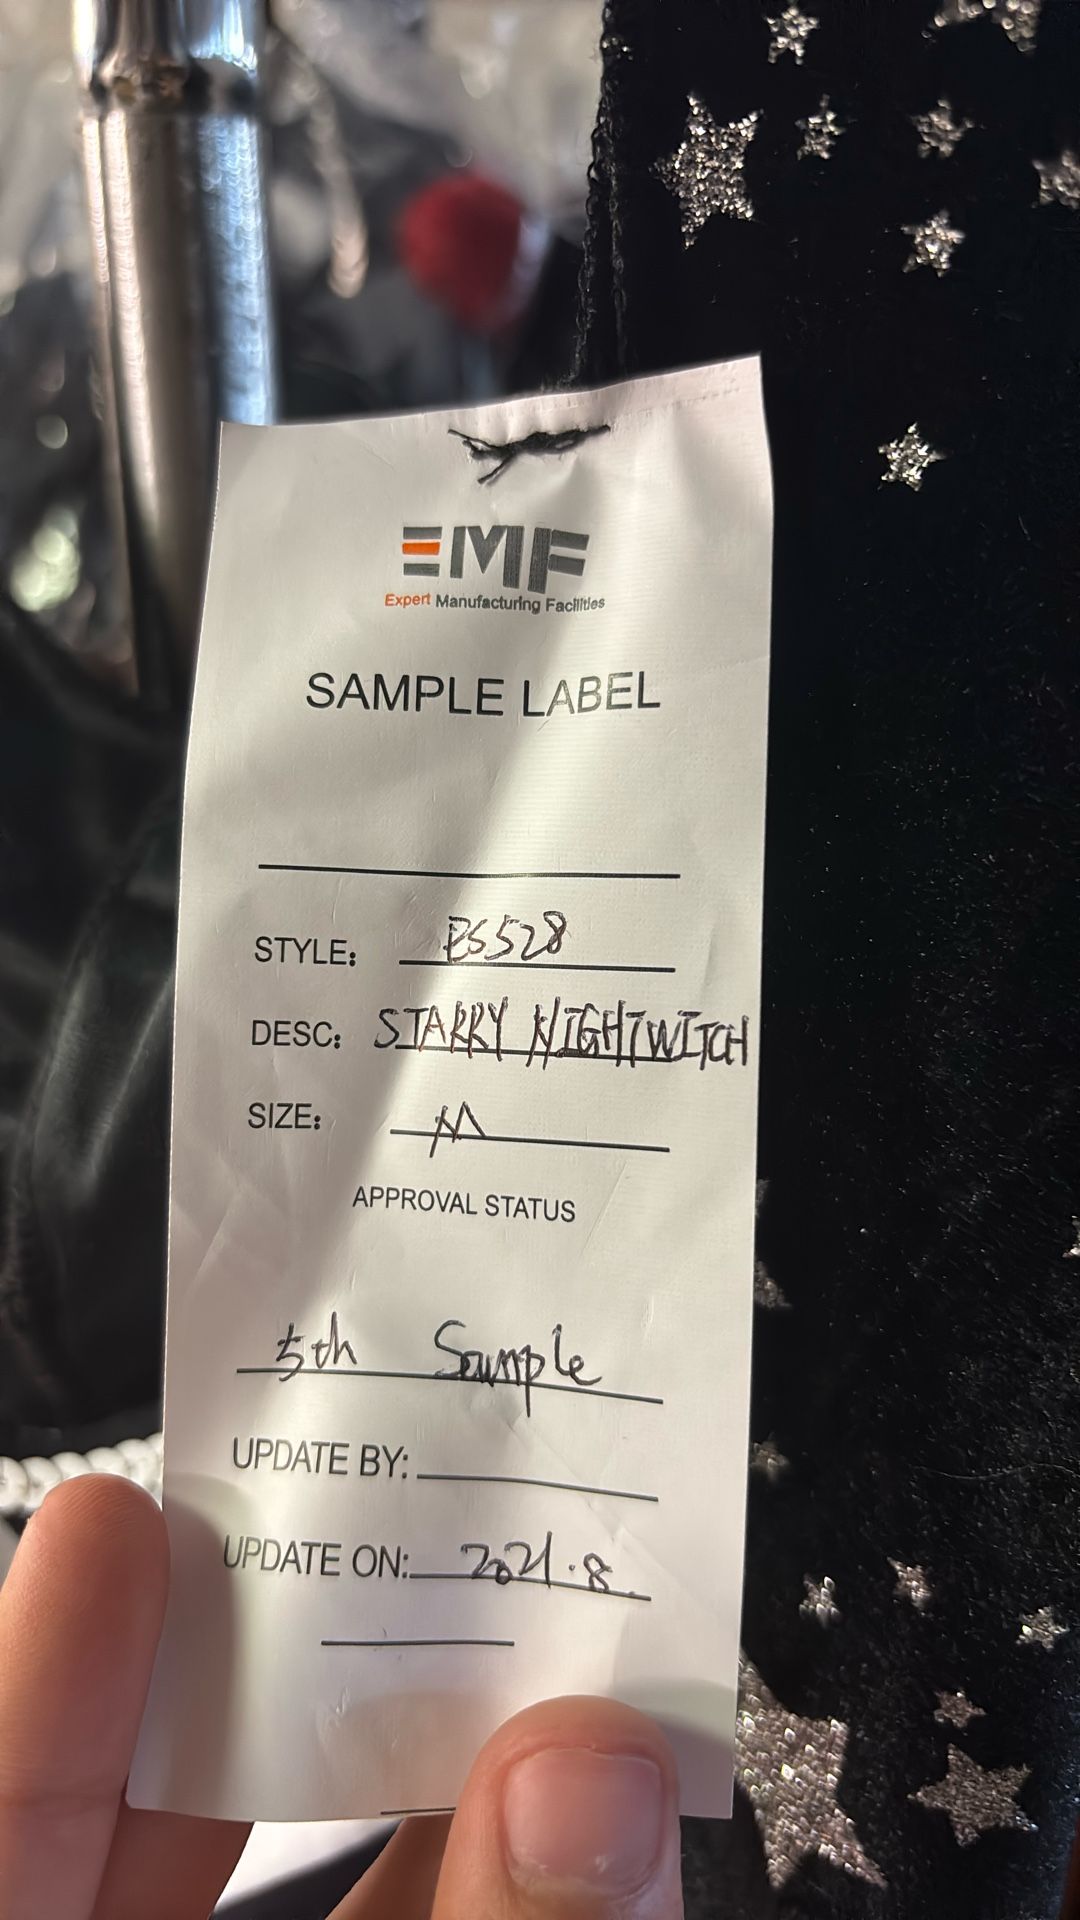 EMF
Expert Manufacturing Facilities
SAMPLE LABEL
STYLE: ES528
DESC: STARRY NIGHTWITCH
SIZE: M
APPROVAL STATUS
5th Sample
UPDATE BY:
UPDATE ON: 2021.8